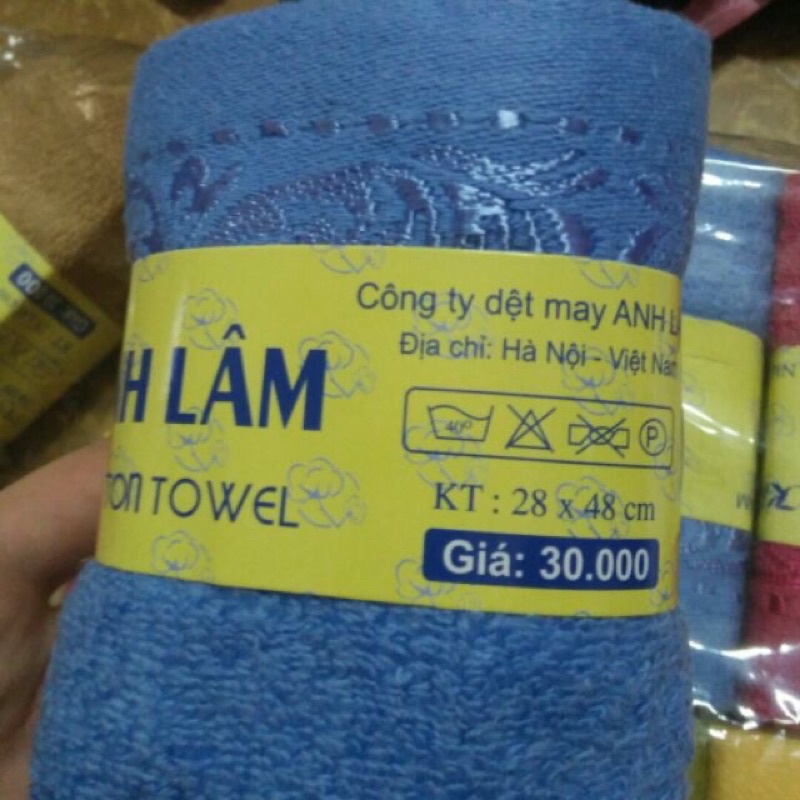 Công ty dệt may ANH L
Địa chỉ: Hà Nội - Việt Nam
H LÂM
40°
P
TON TOWEL
KT : 28 x 48 cm
Giá: 30.000